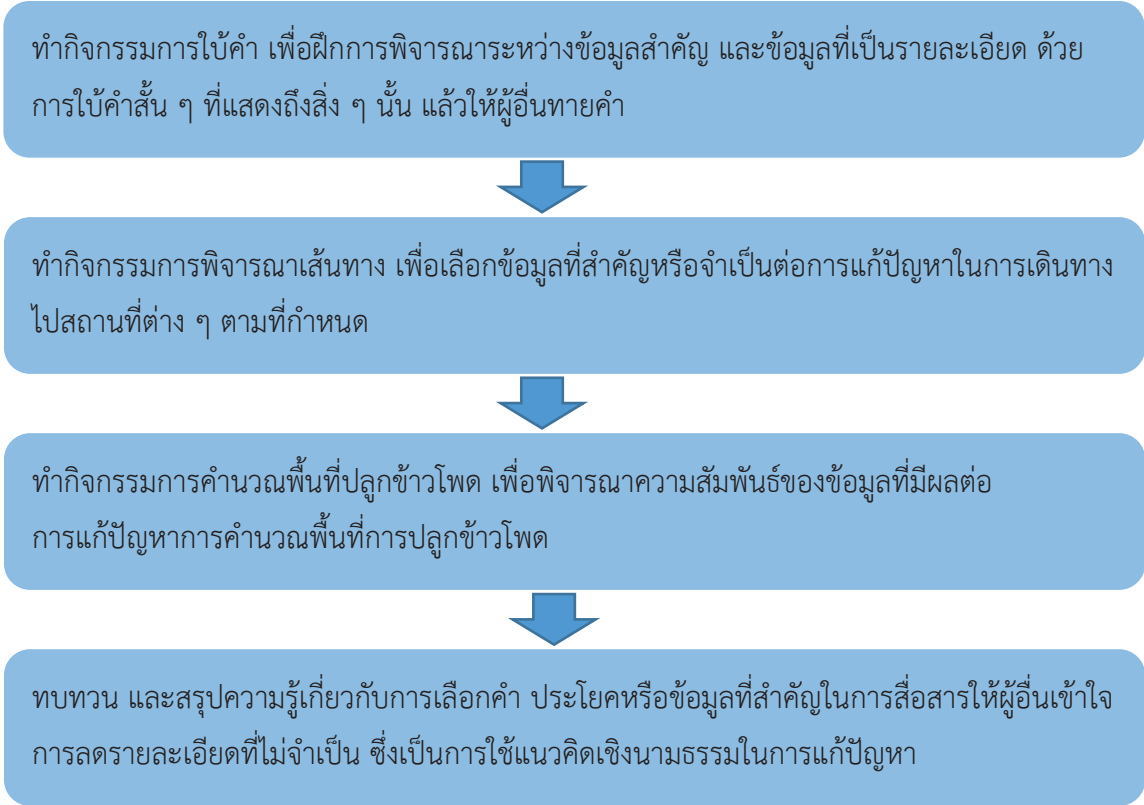 ทำกิจกรรมการใบ้คำ เพื่อฝึกการพิจารณาระหว่างข้อมูลสำคัญ และข้อมูลที่เป็นรายละเอียด ด้วย
การใบ้คำสั้น ๆ ที่แสดงถึงสิ่ง ๆ นั้น แล้วให้ผู้อื่นทายคำ
ทำกิจกรรมการพิจารณาเส้นทาง เพื่อเลือกข้อมูลที่สำคัญหรือจำเป็นต่อการแก้ปัญหาในการเดินทาง
ไปสถานที่ต่าง ๆ ตามที่กำหนด
ทำกิจกรรมการคำนวณพื้นที่ปลูกข้าวโพด เพื่อพิจารณาความสัมพันธ์ของข้อมูลที่มีผลต่อ
การแก้ปัญหาการคำนวณพื้นที่การปลูกข้าวโพด
ทบทวน และสรุปความรู้เกี่ยวกับการเลือกคำ ประโยคหรือข้อมูลที่สำคัญในการสื่อสารให้ผู้อื่นเข้าใจ
การลดรายละเอียดที่ไม่จำเป็น ซึ่งเป็นการใช้แนวคิดเชิงนามธรรมในการแก้ปัญหา